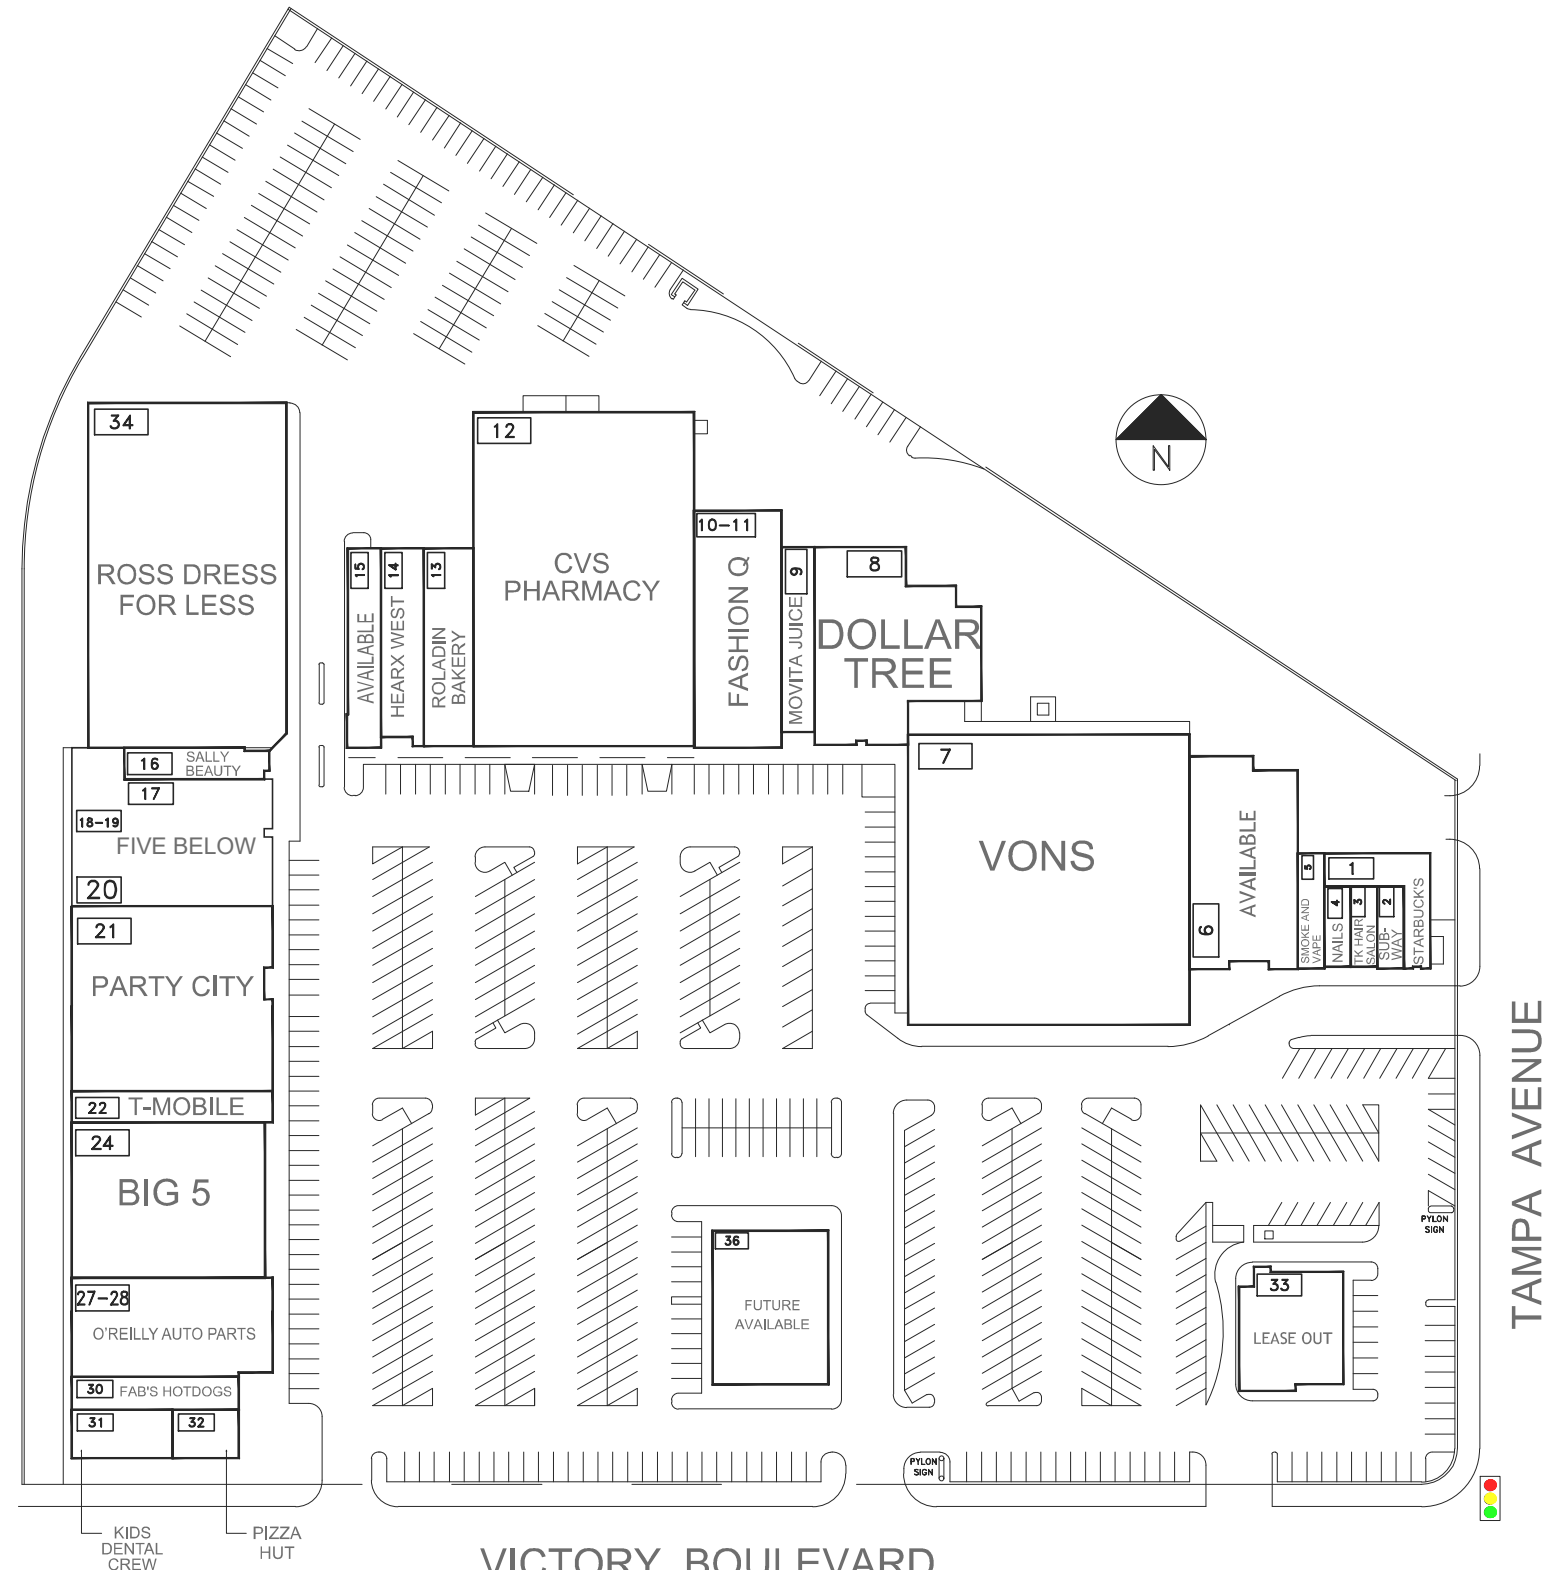 34
12
N
10-11
8
15
14
13
9
ROSS DRESS
FOR LESS
CVS
PHARMACY
FASHION Q
MOVITA JUICE
DOLLAR
TREE
AVAILABLE
HEARX WEST
ROLADIN
BAKERY
16
SALLY
BEAUTY
7
17
18-19
FIVE BELOW
20
VONS
AVAILABLE
6
5
1
4
3
2
SMOKE AND
VAPE
NAILS
TK HAIR
SALON
SUB-
WAY
STARBUCK'S
21
PARTY CITY
22
T-MOBILE
24
BIG 5
TAMPA AVENUE
PYLON
SIGN
36
FUTURE
AVAILABLE
33
LEASE OUT
27-28
O'REILLY AUTO PARTS
30
FAB'S HOTDOGS
31
32
PYLON
SIGN
KIDS
DENTAL
CREW
PIZZA
HUT
VICTORY BOULEVARD